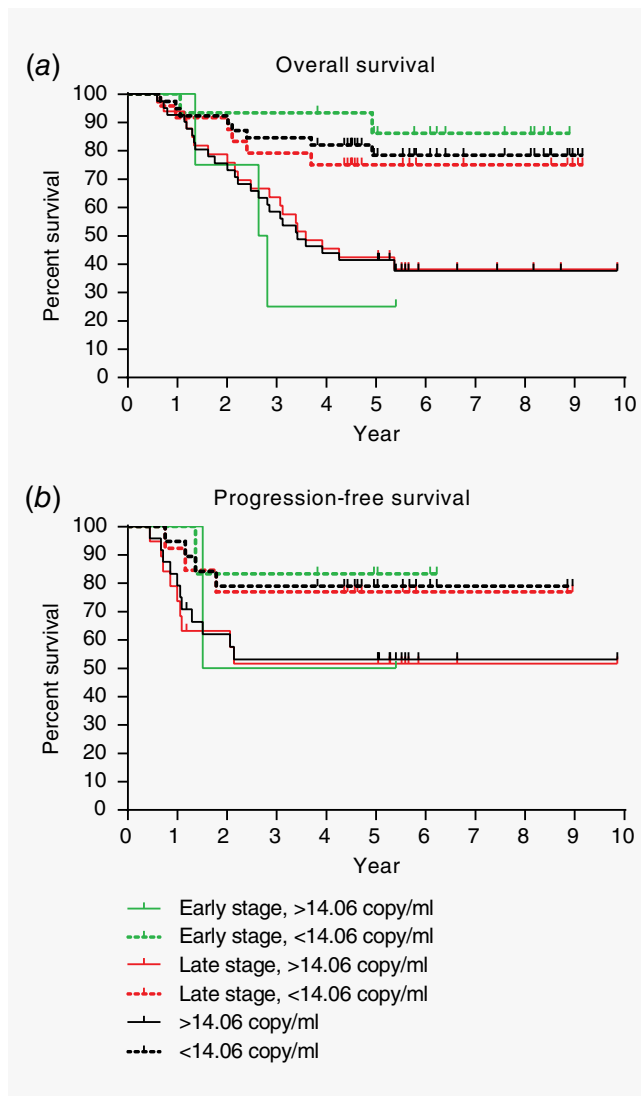 (a)
Overall survival
100
90
80
70
60
50
40
30
20
10
0
Percent survival
0 1 2 3 4 5 6 7 8 9 10
Year
(b)
Progression-free survival
100
90
80
70
60
50
40
30
20
10
0
Percent survival
0 1 2 3 4 5 6 7 8 9 10
Year
Early stage, >14.06 copy/ml
Early stage, <14.06 copy/ml
Late stage, >14.06 copy/ml
Late stage, <14.06 copy/ml
>14.06 copy/ml
<14.06 copy/ml